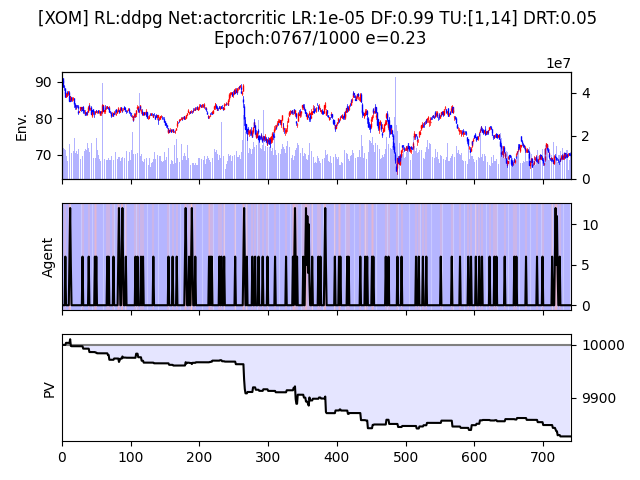 [XOM] RL:ddpg Net:actorcritic LR:1e-05 DF:0.99 TU:[1,14] DRT:0.05
Epoch:0767/1000 e=0.23
1e7
90
80
70
Env.
4
2
0
Agent
10
5
0
PV
10000
9900
0 100 200 300 400 500 600 700